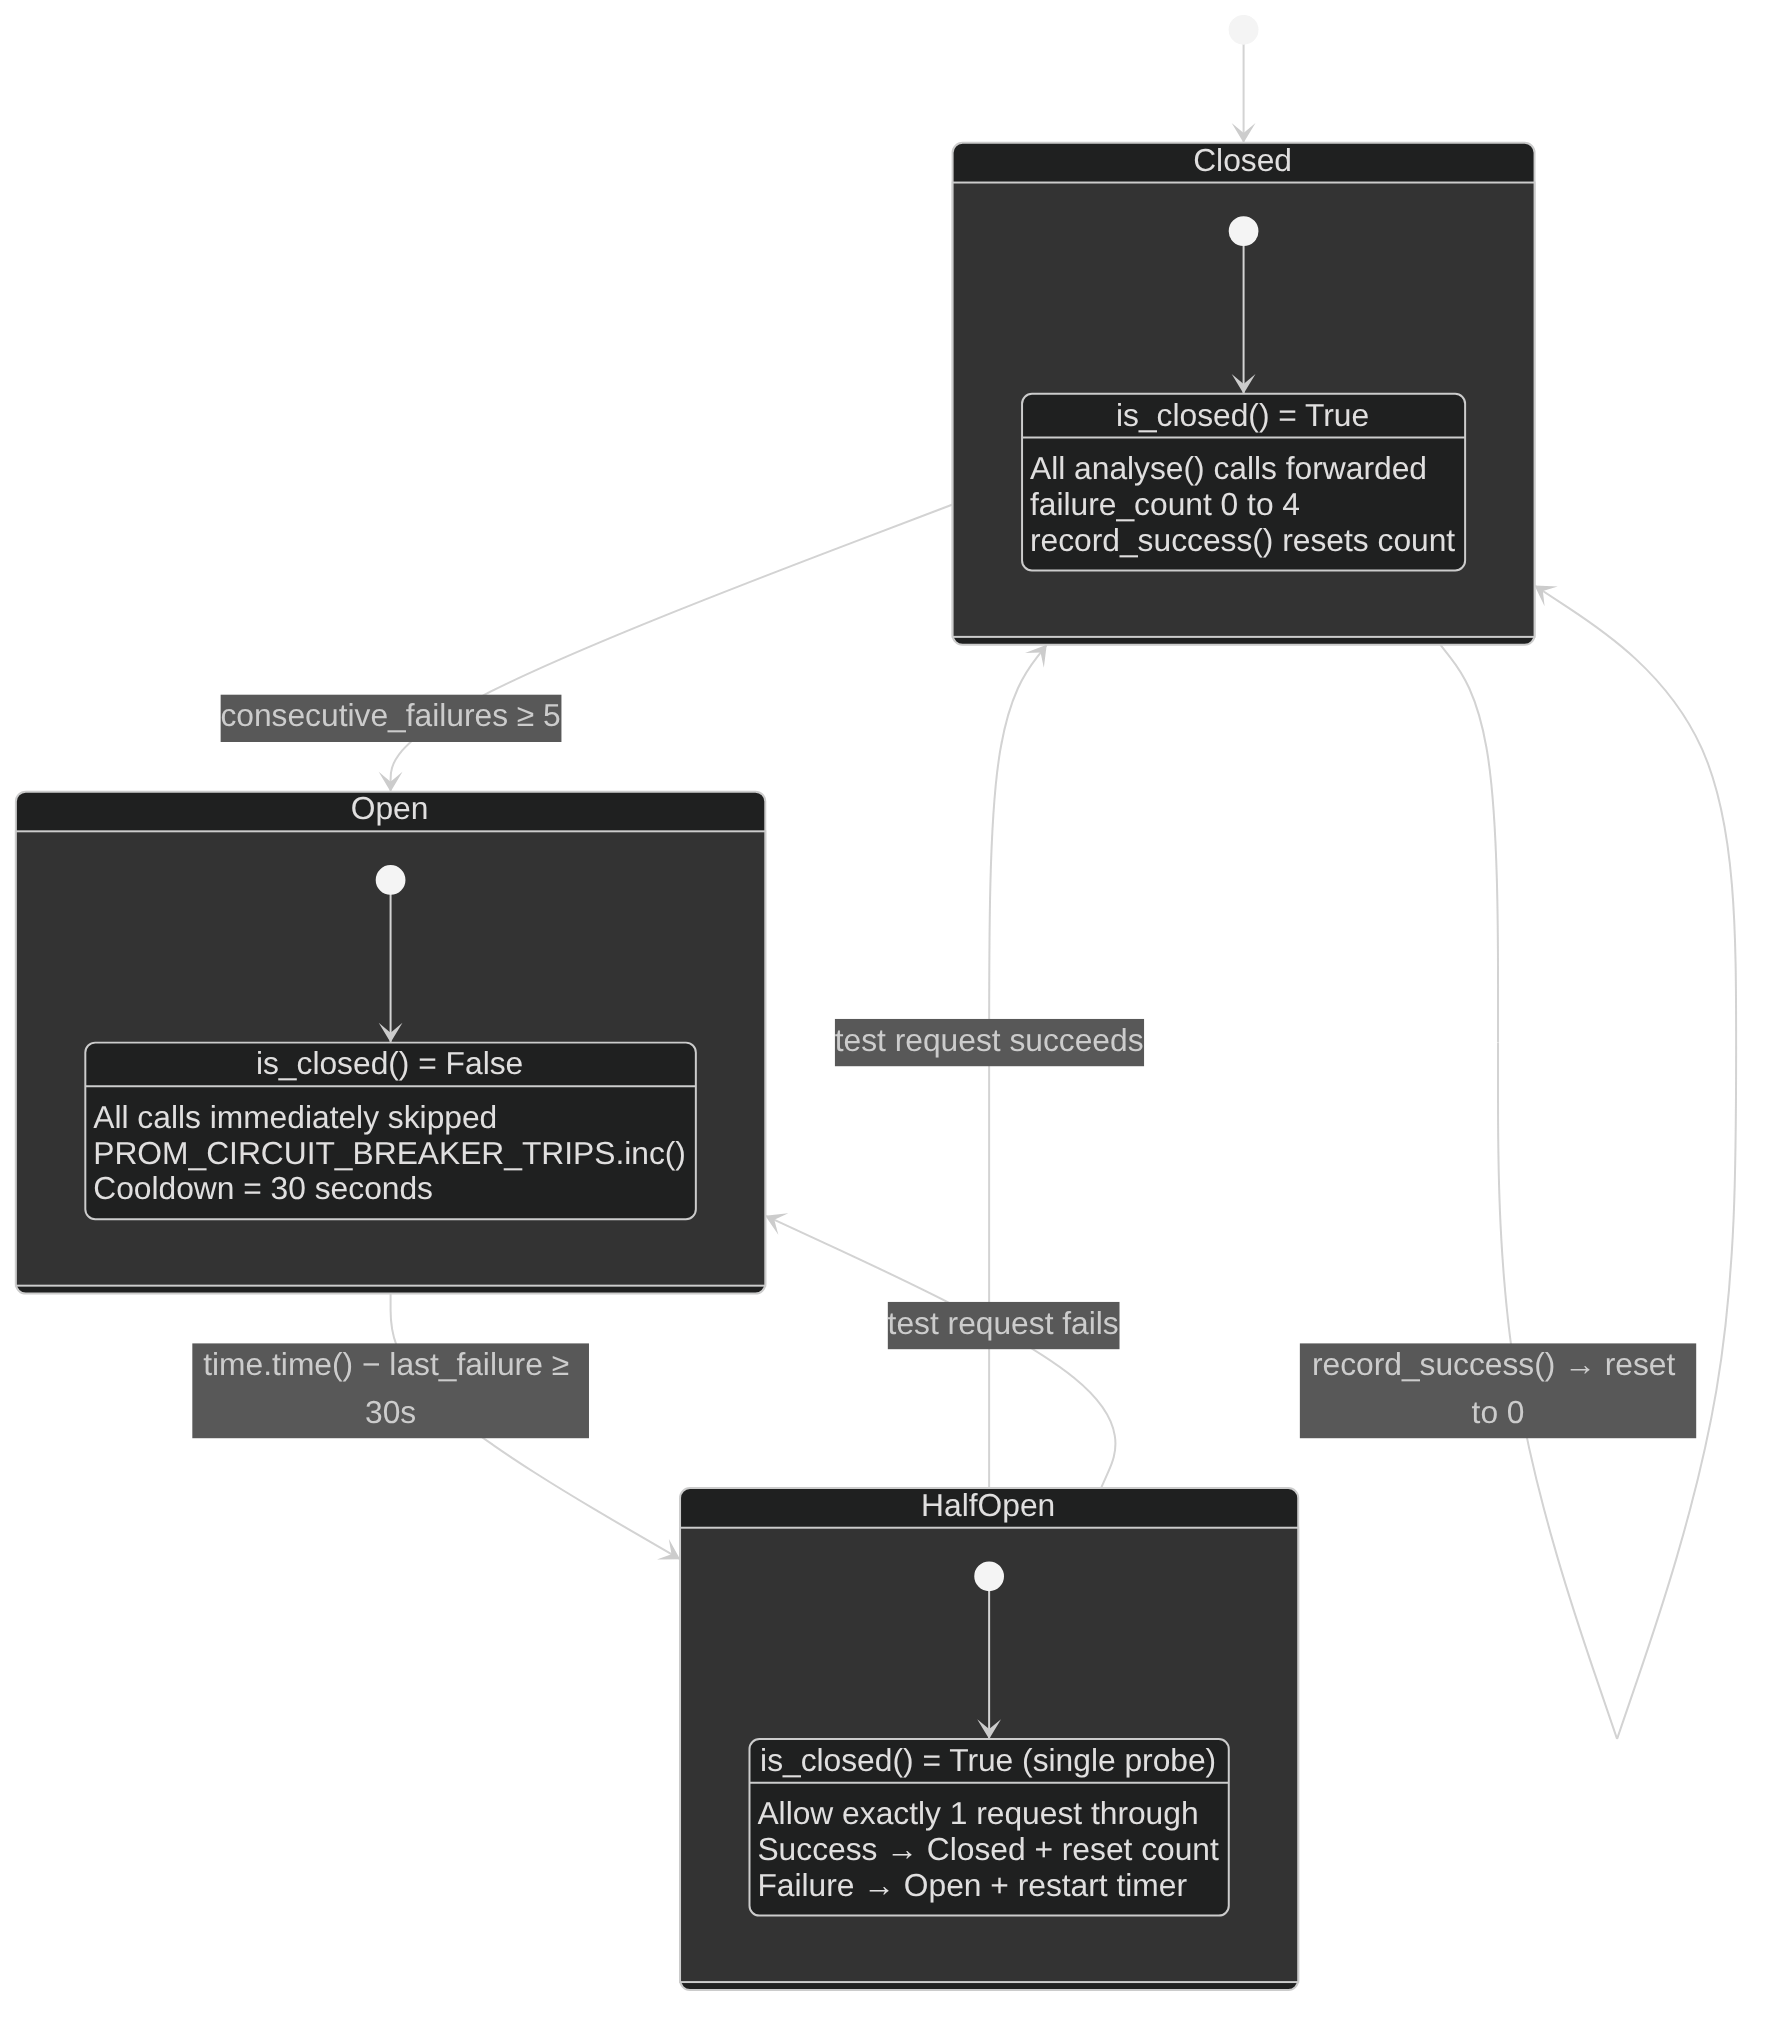 Closed
is_closed() = True
All analyse() calls forwarded
failure_count 0 to 4
record_success() resets count
consecutive_failures ≥ 5
Open
is_closed() = False
All calls immediately skipped
PROM_CIRCUIT_BREAKER_TRIPS.inc()
Cooldown = 30 seconds
test request succeeds
test request fails
time.time() − last_failure ≥
30s
record_success() → reset
to 0
HalfOpen
is_closed() = True (single probe)
Allow exactly 1 request through
Success → Closed + reset count
Failure → Open + restart timer